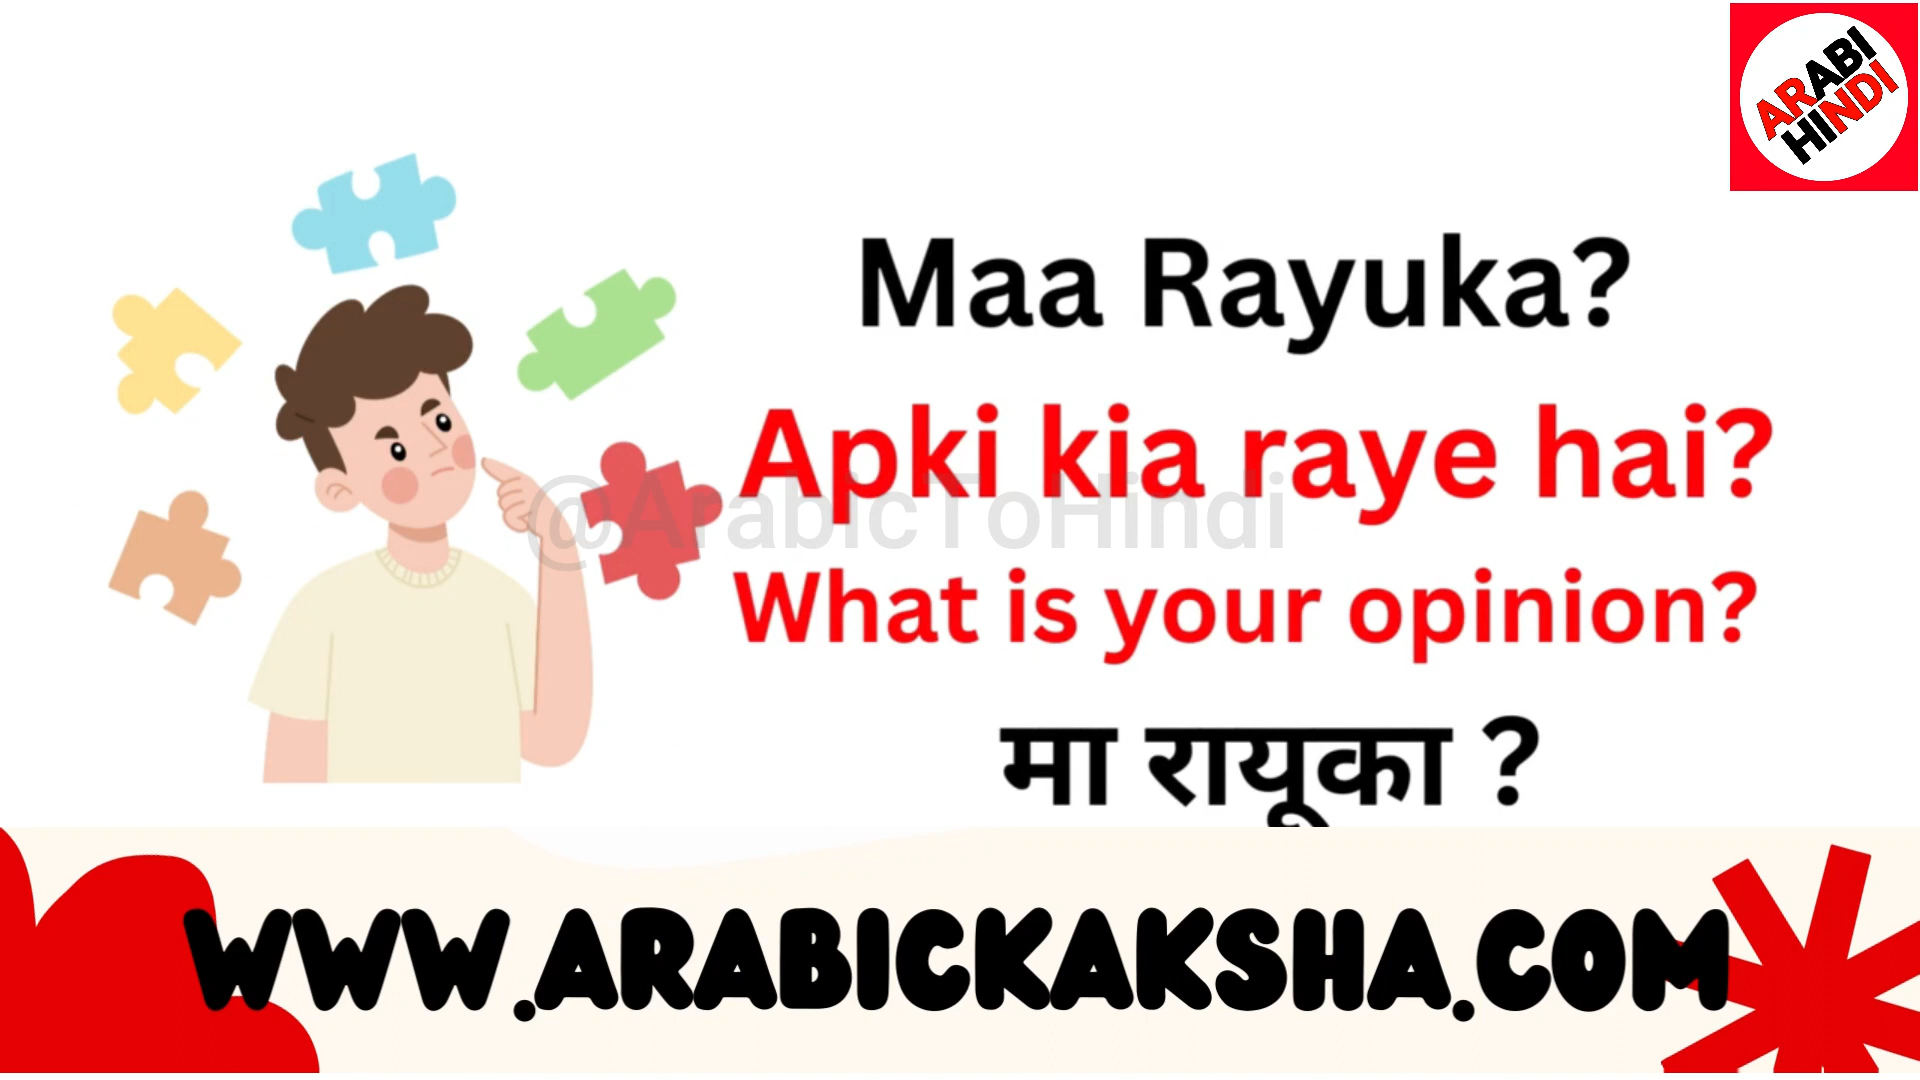 ARABI
HINDI
Maa Rayuka?
Apki kia raye hai?
@ArabicToHindi
What is your opinion?
मा रायूका ?
WWW.ARABICKAKSHA.COM